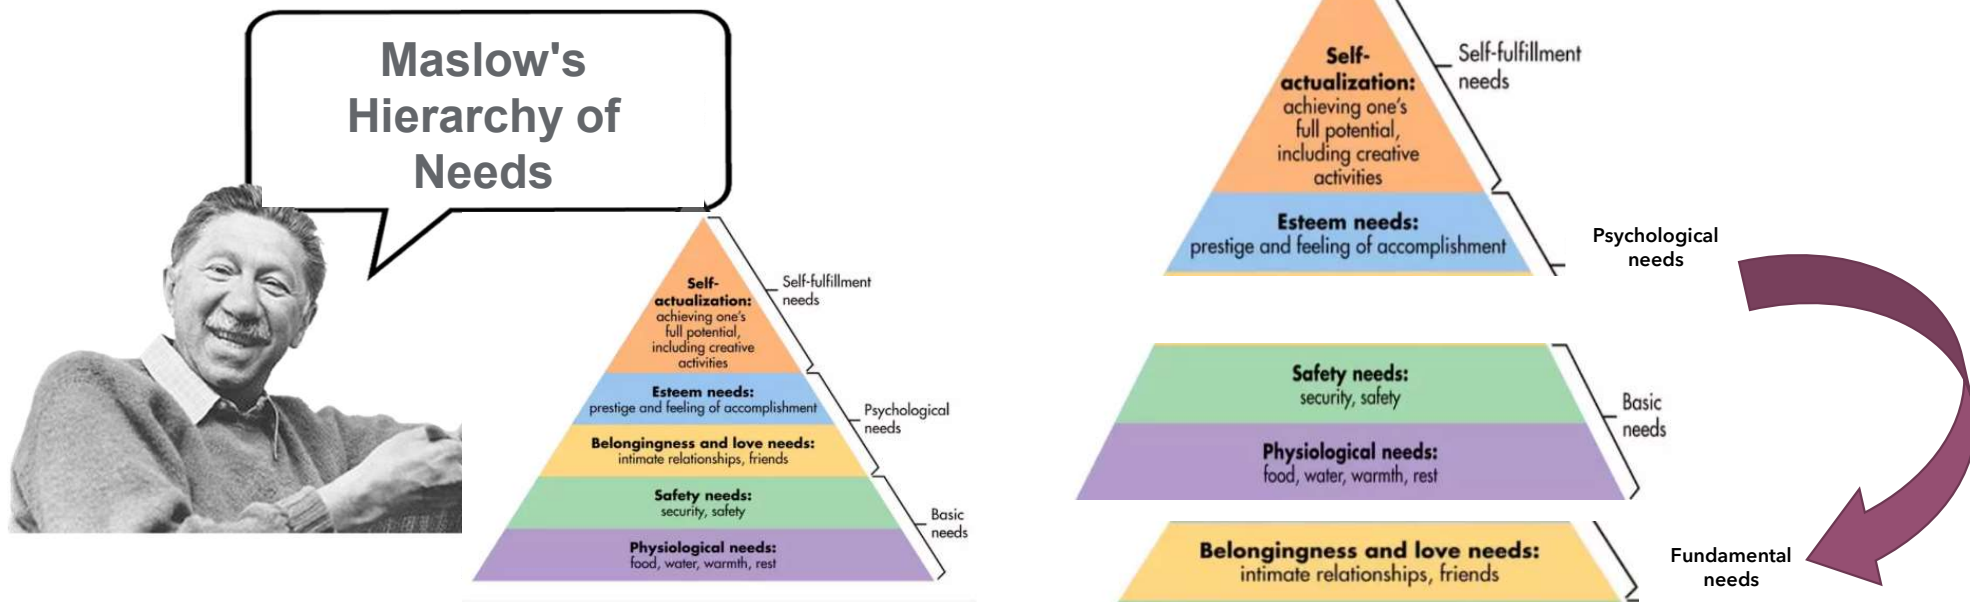 Maslow's
Hierarchy of
Needs
Self-
actualization:
achieving one's
full potential,
including creative
activities
Self-fulfillment
needs
Esteem needs:
prestige and feeling of accomplishment
Belongingness and love needs:
intimate relationships, friends
Psychological
needs
Safety needs:
security, safety
Physiological needs:
food, water, warmth, rest
Basic
needs
Self-
actualization:
achieving one's
full potential,
including creative
activities
Self-fulfillment
needs
Esteem needs:
prestige and feeling of accomplishment
Psychological
needs
Safety needs:
security, safety
Physiological needs:
food, water, warmth, rest
Basic
needs
Belongingness and love needs:
intimate relationships, friends
Fundamental
needs